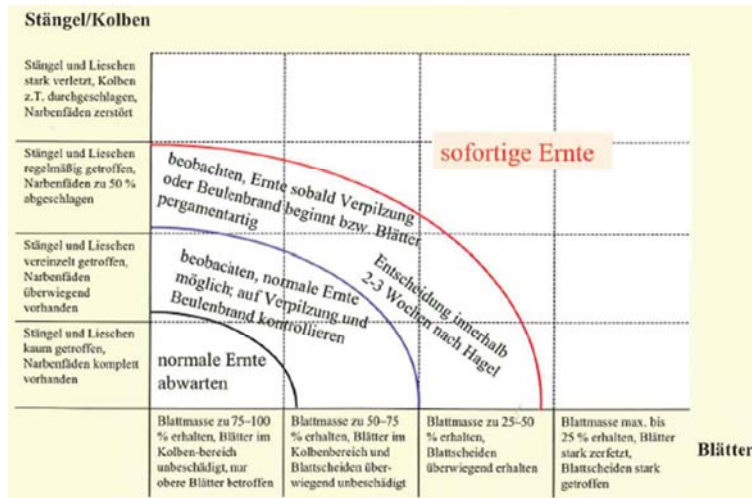 Stängel/Kolben
Stängel und Lieschen
stark verletzt, Kolben
z.T. durchgeschlagen,
Narbenfäden zerstört
Stängel und Lieschen
regelmäßig getroffen,
Narbenfäden zu 50 %
abgeschlagen
Stängel und Lieschen
vereinzelt getroffen,
Narbenfäden
überwiegend
vorhanden
Stängel und Lieschen
kaum getroffen,
Narbenfäden komplett
vorhanden
sofortige Ernte
beobachten, Ernte sobald Verpilzung
oder Beulenbrand beginnt bzw. Blätter
pergamentartig
Entscheidung innerhalb
2-3 Wochen nach Hagel
beobachten, normale Ernte
möglich; auf Verpilzung und
Beulenbrand kontrollieren
normale Ernte
abwarten
Blattmasse zu 75–100
% erhalten, Blätter im
Kolben-bereich
unbeschädigt, nur
obere Blätter betroffen
Blattmasse zu 50–75
% erhalten, Blätter im
Kolbenbereich und
Blattscheiden über-
wiegend unbeschädigt
Blattmasse zu 25–50
% erhalten,
Blattscheiden
überwiegend erhalten
Blattmasse max. bis
25 % erhalten, Blätter
stark zerfetzt,
Blattscheiden stark
getroffen
Blätter